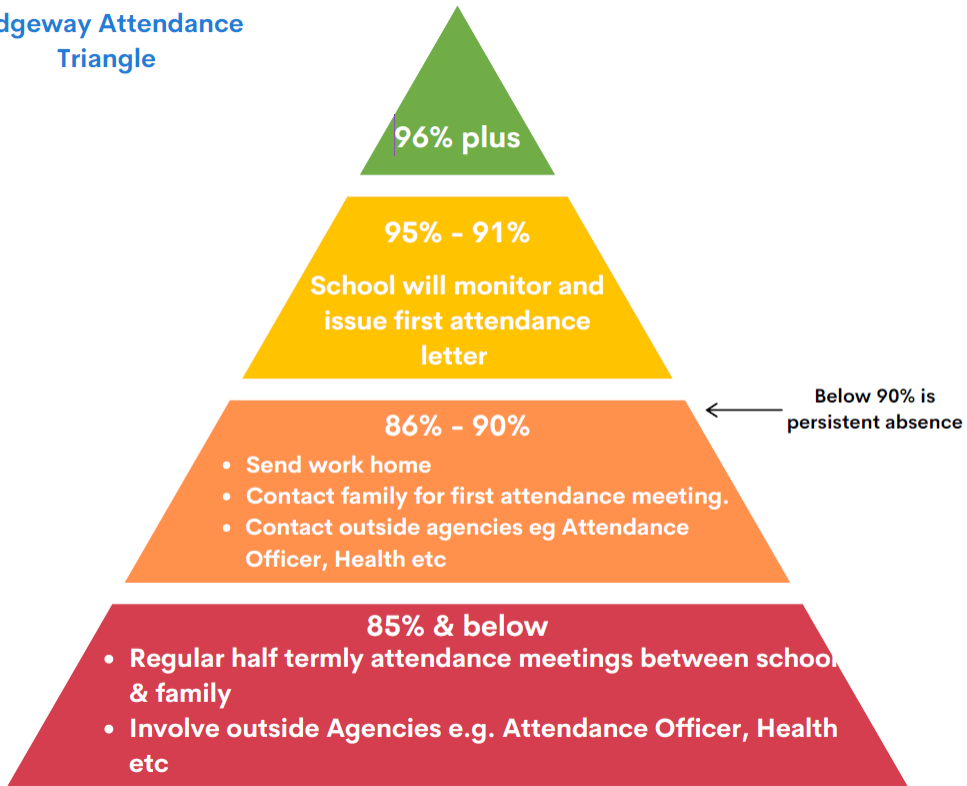 dgeway Attendance
Triangle
96% plus
95% - 91%
School will monitor and
issue first attendance
letter
Below 90% is
persistent absence
86% - 90%
• Send work home
• Contact family for first attendance meeting.
• Contact outside agencies eg Attendance
Officer, Health etc
85% & below
• Regular half termly attendance meetings between school
& family
• Involve outside Agencies e.g. Attendance Officer, Health
etc